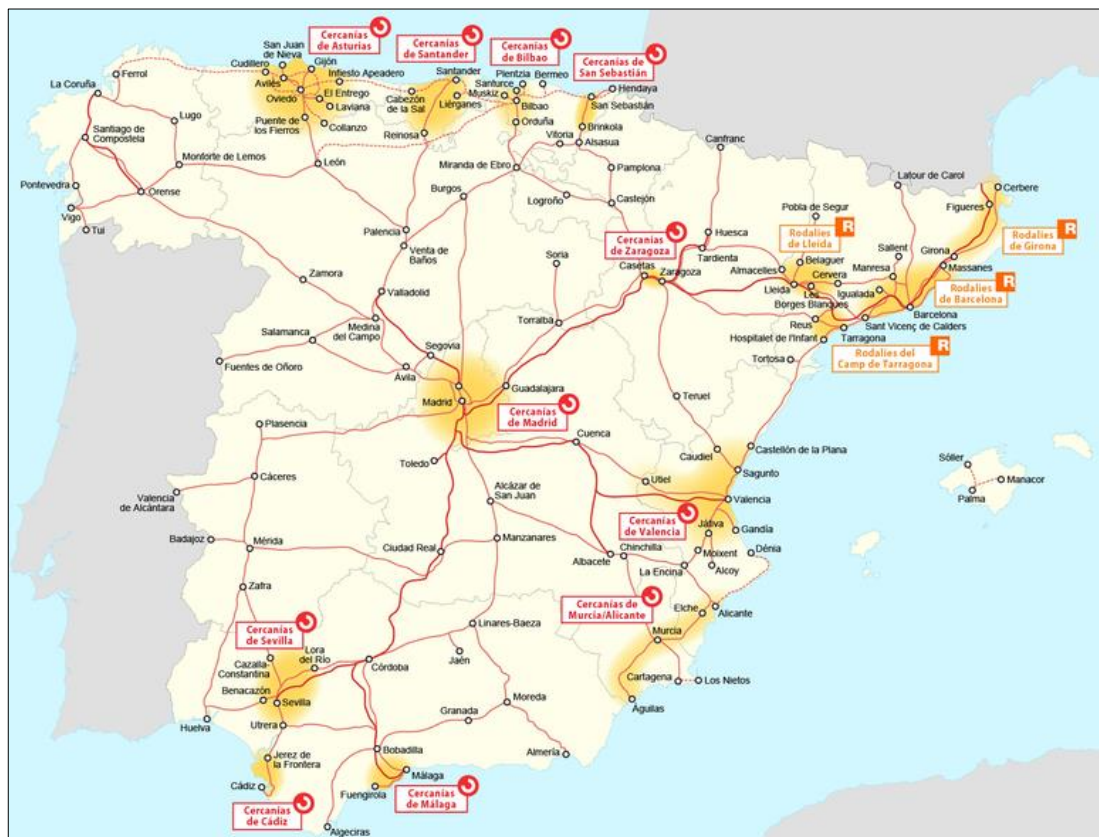 Cercanías
de Asturias
Cercanías
de Santander
Cercanías
de Bilbao
Cercanías de
San Sebastián
San Juan
de Nieva
Gijón
Cudillero
Infiesto Apeadero
Santander
Plentzia
Bermeo
Santurce
Muskiz
Hendaya
Ferrol
La Coruña
Avilés
El Entrego
Oviedo
Laviana
Cabezón
de la Sal
Liérganes
Bilbao
San Sebastián
Lugo
Puente de
los Fierros
Collanzo
Reinosa
Orduña
Brinkola
Santiago de
Compostela
Vitoria
Alsasua
Canfranc
Monforte de Lemos
León
Miranda de Ebro
Pamplona
Latour de Carol
Cerbere
Pontevedra
Orense
Burgos
Logroño
Castejón
Figueres
Vigo
Tui
Pobla de Segur
Palencia
Venta de
Baños
Huesca
Rodalies
de Lleida
R
Sallent
Girona
Rodalies
de Girona
R
Cercanías
de Zaragoza
Soria
Tardienta
Casetas
Zaragoza
Almacelles
Belaguer
Cervera
Manresa
Massanes
Zamora
Valladolid
Lleida
Les
Borges Blanques
Igualada
Rodalies
de Barcelona
R
Barcelona
Salamanca
Medina
del Campo
Torralba
Reus
Sant Vicenç de Calders
Hospitalet de l'Infant
Tarragona
Segovia
Fuentes de Oñoro
Ávila
Tortosa
Rodalies del
Camp de Tarragona
R
Guadalajara
Madrid
Teruel
Cercanías
de Madrid
Plasencia
Cuenca
Caudiel
Castellón de la Plana
Toledo
Sagunto
Sóller
Manacor
Palma
Cáceres
Valencia
de Alcántara
Alcázar de
San Juan
Utiel
Valencia
Cercanías
de Valencia
Játiva
Gandía
Badajoz
Mérida
Ciudad Real
Manzanares
Albacete
Chinchilla
Moixent
Dénia
La Encina
Alcoy
Zafra
Cercanías de
Murcia/Alicante
Elche
Alicante
Cercanías
de Sevilla
Linares-Baeza
Murcia
Lora
del Río
Cazalla-
Constantina
Córdoba
Jaén
Cartagena
Los Nietos
Benacazón
Sevilla
Moreda
Águilas
Huelva
Utrera
Granada
Jerez de
la Frontera
Bobadilla
Almería
Málaga
Cádiz
Fuengirola
Cercanías
de Málaga
Cercanías
de Cádiz
Algeciras